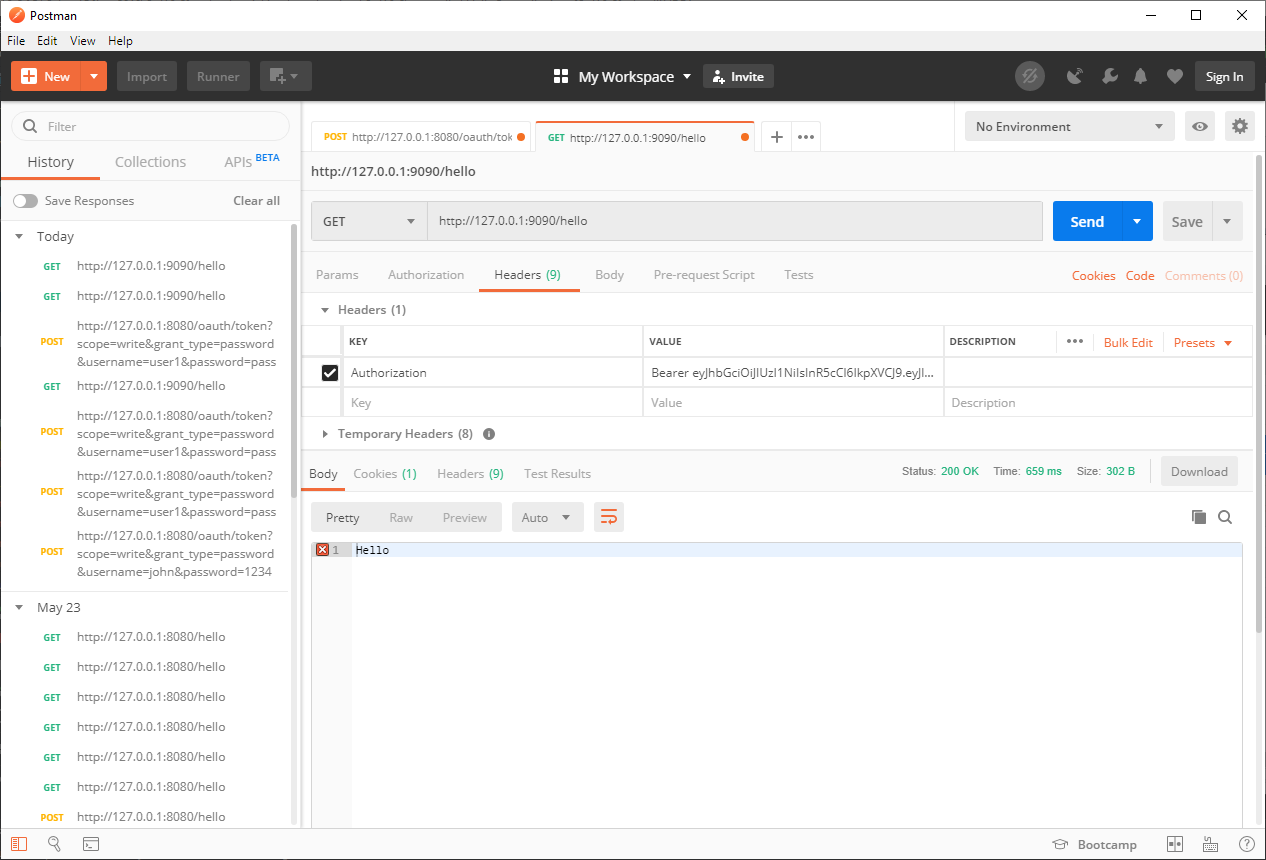 Postman
File Edit View Help
New Import Runner My Workspace Invite Sign In
Filter
History Collections APIs BETA
Save Responses Clear all
Today
GET http://127.0.0.1:9090/hello
GET http://127.0.0.1:9090/hello
POST http://127.0.0.1:8080/oauth/token?
scope=write&grant_type=password
&username=user1&password=pass
GET http://127.0.0.1:9090/hello
POST http://127.0.0.1:8080/oauth/token?
scope=write&grant_type=password
&username=user1&password=pass
POST http://127.0.0.1:8080/oauth/token?
scope=write&grant_type=password
&username=user1&password=pass
POST http://127.0.0.1:8080/oauth/token?
scope=write&grant_type=password
&username=john&password=1234
May 23
GET http://127.0.0.1:8080/hello
GET http://127.0.0.1:8080/hello
GET http://127.0.0.1:8080/hello
GET http://127.0.0.1:8080/hello
GET http://127.0.0.1:8080/hello
GET http://127.0.0.1:8080/hello
POST http://127.0.0.1:8080/hello
POST http://127.0.0.1:8080/oauth/tok GET http://127.0.0.1:9090/hello + ••• No Environment
http://127.0.0.1:9090/hello
GET http://127.0.0.1:9090/hello Send Save
Params Authorization Headers (9) Body Pre-request Script Tests Cookies Code Comments (0)
Headers (1)
KEY VALUE DESCRIPTION ••• Bulk Edit Presets
Authorization Bearer eyJhbGciOiJIUzI1NiIsInR5cCI6IkpXVCJ9.eyJl...
Key Value Description
Temporary Headers (8)
Body Cookies (1) Headers (9) Test Results Status: 200 OK Time: 659 ms Size: 302 B Download
Pretty Raw Preview Auto
1 Hello
Bootcamp